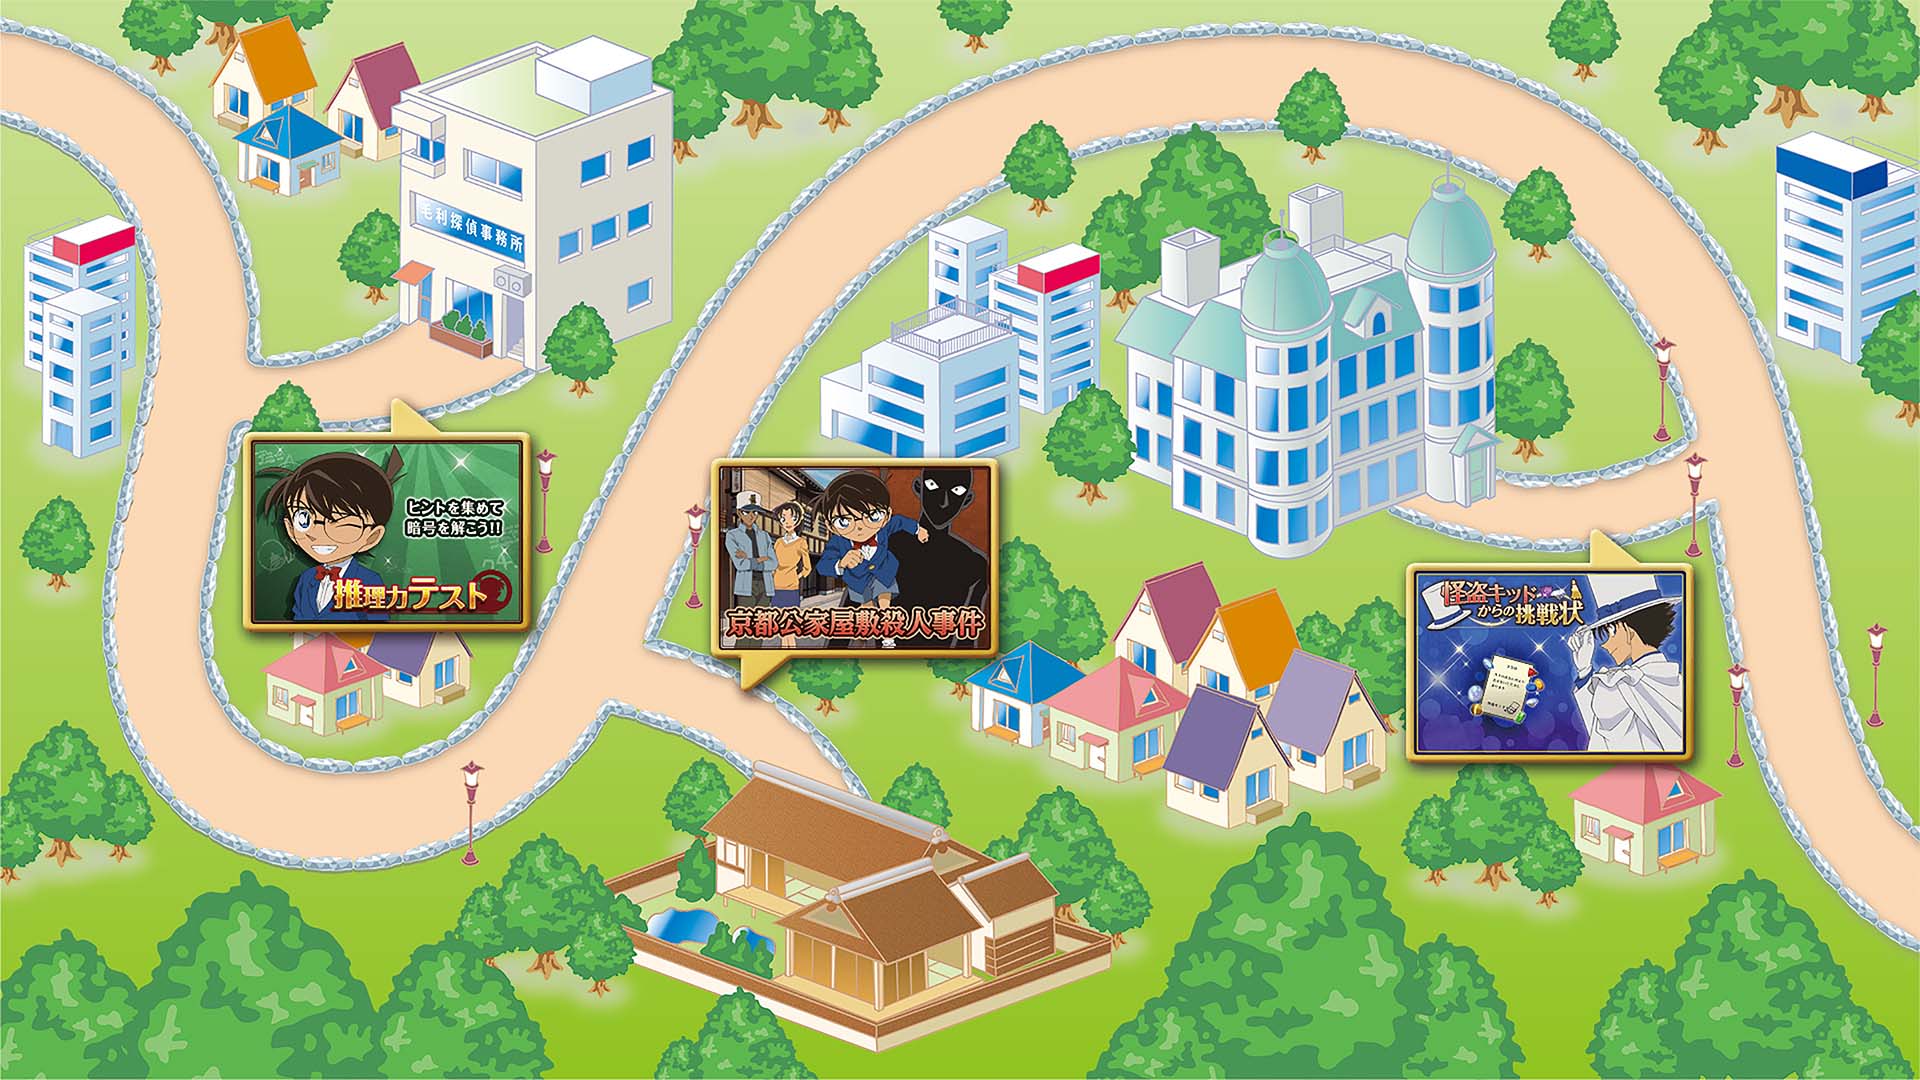 毛利探偵事務所
ヒントを集めて
暗号を解こう!!
推理力テスト
京都公家屋敷殺人事件
怪盗キッド
からの挑戦状